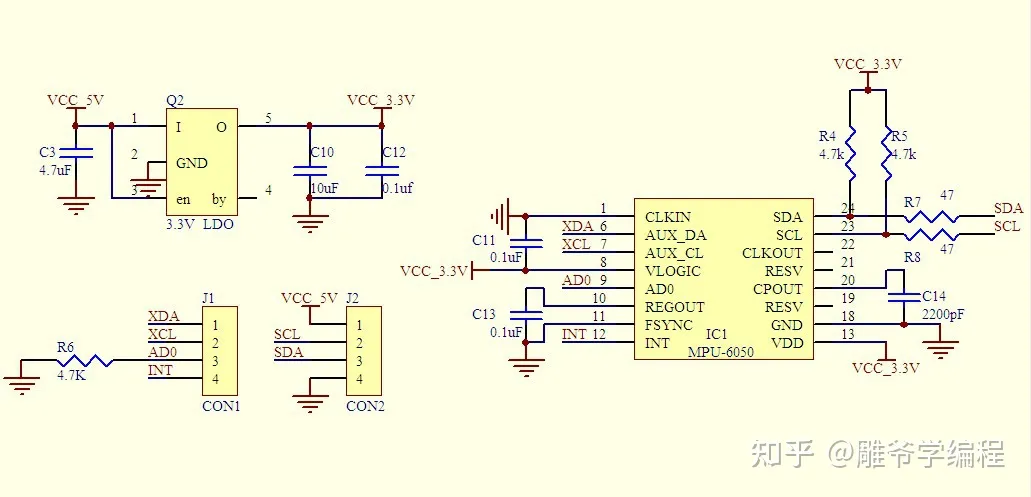 VCC_5V
Q2
VCC_3.3V
1
I
O
5
C3
4.7uF
2
GND
C10
10uF
C12
0.1uf
3
en
by
4
3.3V LDO
VCC_3.3V
R4
4.7k
R5
4.7k
R7
47
SDA
SCL
47
R8
1
CLKIN
SDA
24
XDA
6
AUX_DA
SCL
23
XCL
7
AUX_CL
CLKOUT
22
C11
0.1uF
VCC_3.3V
8
VLOGIC
RESV
21
AD0
9
AD0
CPOUT
20
10
REGOUT
RESV
19
C14
2200pF
C13
0.1uF
11
FSYNC
GND
18
INT
12
INT
VDD
13
IC1
MPU-6050
VCC_3.3V
J1
XDA
1
XCL
2
R6
4.7K
AD0
3
INT
4
CON1
VCC_5V
J2
1
SCL
2
SDA
3
4
CON2
知乎 @雕爷学编程